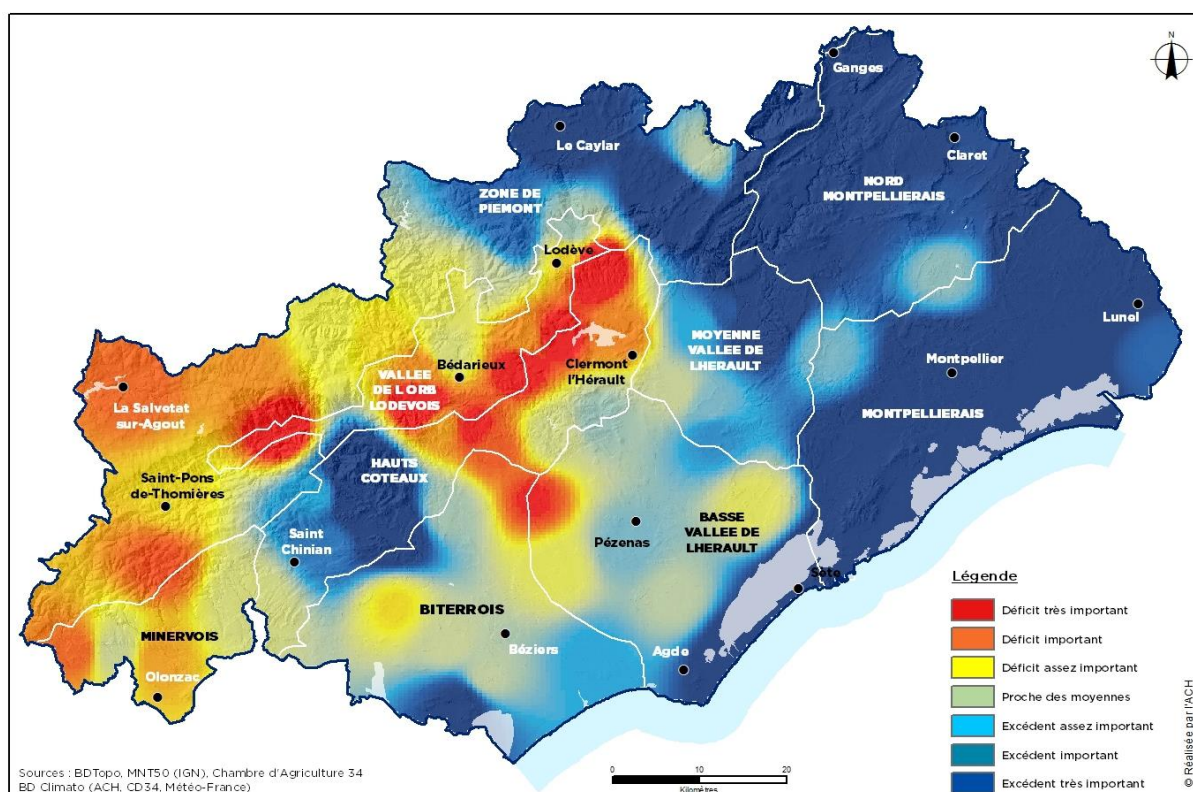 N
Ganges
Le Caylar
Claret
ZONE DE
PIEMONT
NORD
MONTPELLIERAIS
Lodève
Lunel
MOYENNE
VALLEE DE
LHERAULT
Bédarieux
Clermont
l'Hérault
Montpellier
VALLEE
DE L ORB
LODEVOIS
La Salvetat
sur-Agout
MONTPELLIERAIS
HAUTS
COTEAUX
Saint-Pons
de-Thomières
BASSE
VALLEE DE
LHERAULT
Pézenas
Saint
Chinian
Sète
BITERROIS
MINERVOIS
Béziers
Agde
Olonzac
Légende
Déficit très important
Déficit important
Déficit assez important
Proche des moyennes
Excédent assez important
Excédent important
Excédent très important
Sources : BDTopo, MNT50 (IGN), Chambre d'Agriculture 34
BD Climato (ACH, CD34, Météo-France)
0 10 20
Kilomètres
© Réalisée par l'ACH